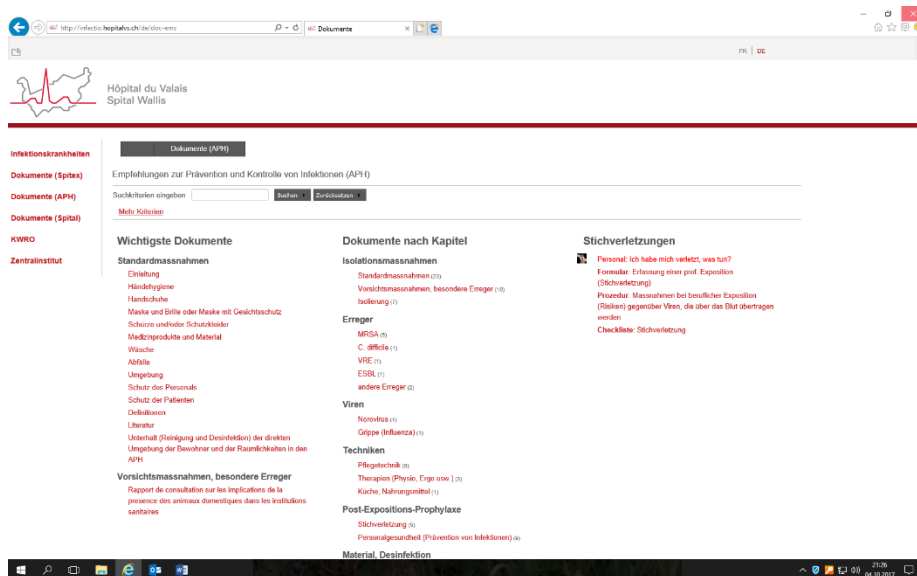 http://infectio.hopitalvs.ch/de/doc-ems
Dokumente
FR | DE
Hôpital du Valais
Spital Wallis
Infektionskrankheiten
Dokumente (Spitex)
Dokumente (APH)
Dokumente (Spital)
KWRO
Zentralinstitut
Dokumente (APH)
Empfehlungen zur Prävention und Kontrolle von Infektionen (APH)
Suchkriterien eingeben
Suchen
Zurücksetzen
Mehr Kriterien
Wichtigste Dokumente
Standardmassnahmen
Einleitung
Händehygiene
Handschuhe
Maske und Brille oder Maske mit Gesichtsschutz
Schürze und/oder Schutzkleider
Medizinprodukte und Material
Wäsche
Abfälle
Umgebung
Schutz des Personals
Schutz der Patienten
Definitionen
Literatur
Unterhalt (Reinigung und Desinfektion) der direkten
Umgebung der Bewohner und der Raumlichkeiten in den
APH
Vorsichtsmassnahmen, besondere Erreger
Rapport de consultation sur les implications de la
presence des animaux domestiques dans les institutions
sanitaires
Dokumente nach Kapitel
Isolationsmassnahmen
Standardmassnahmen (23)
Vorsichtsmassnahmen, besondere Erreger (10)
Isolierung (7)
Erreger
MRSA (5)
C. difficile (1)
VRE (1)
ESBL (1)
andere Erreger (2)
Viren
Norovirus (1)
Grippe (Influenza) (1)
Techniken
Pflegetechnik (8)
Therapien (Physio, Ergo usw.) (3)
Küche, Nahrungsmittel (1)
Post-Expositions-Prophylaxe
Stichverletzung (5)
Personalgesundheit (Prävention von Infektionen) (9)
Material, Desinfektion
Stichverletzungen
Personal: Ich habe mich verletzt, was tun?
Formular: Erfassung einer prof. Exposition
(Stichverletzung)
Prozedur: Massnahmen bei beruflicher Exposition
(Risiken) gegenüber Viren, die über das Blut übertragen
werden
Checkliste: Stichverletzung
21:26
04.10.2017